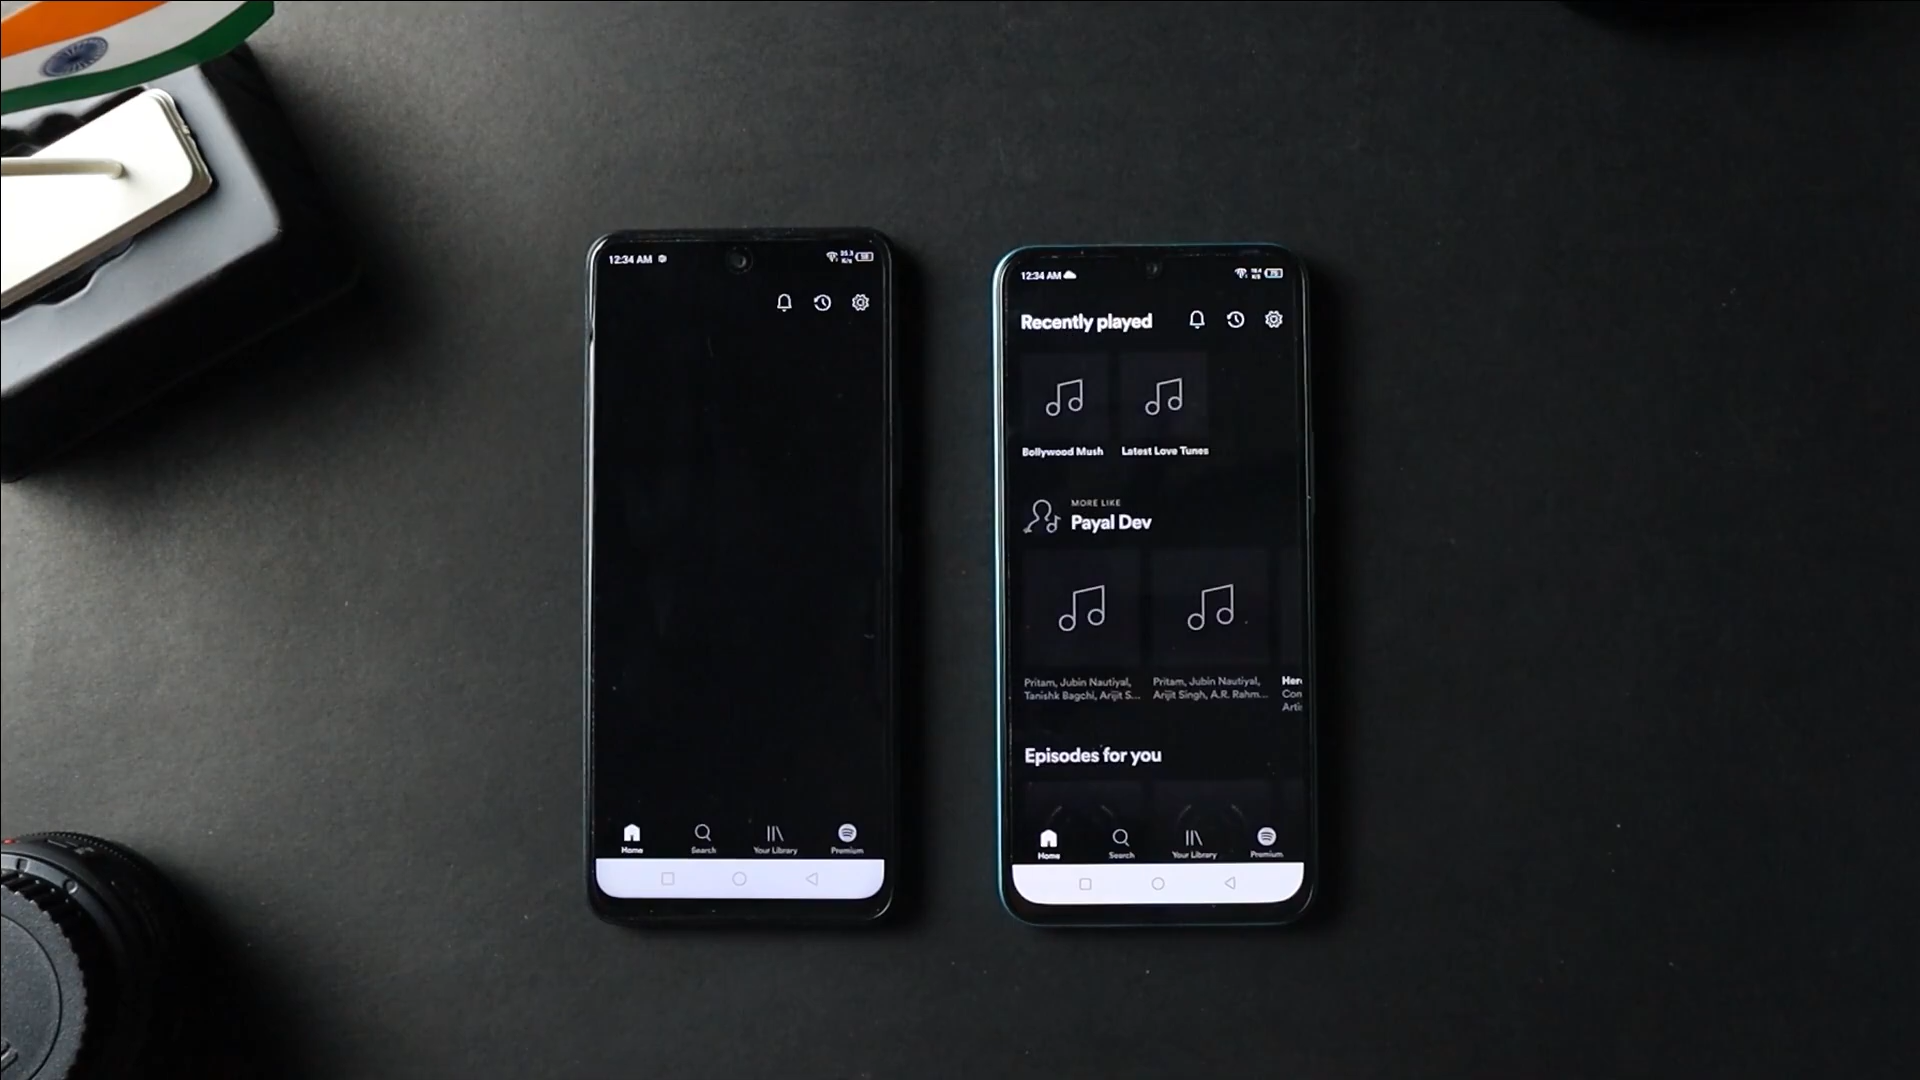 12:34 AM
Home
Search
Your Library
Premium
12:34 AM
Recently played
Bollywood Mush
Latest Love Tunes
MORE LIKE
Payal Dev
Pritam, Jubin Nautiyal,
Tanishk Bagchi, Arijit S...
Pritam, Jubin Nautiyal,
Arijit Singh, A.R. Rahm...
Con
Artis
Episodes for you
Home
Search
Your Library
Premium